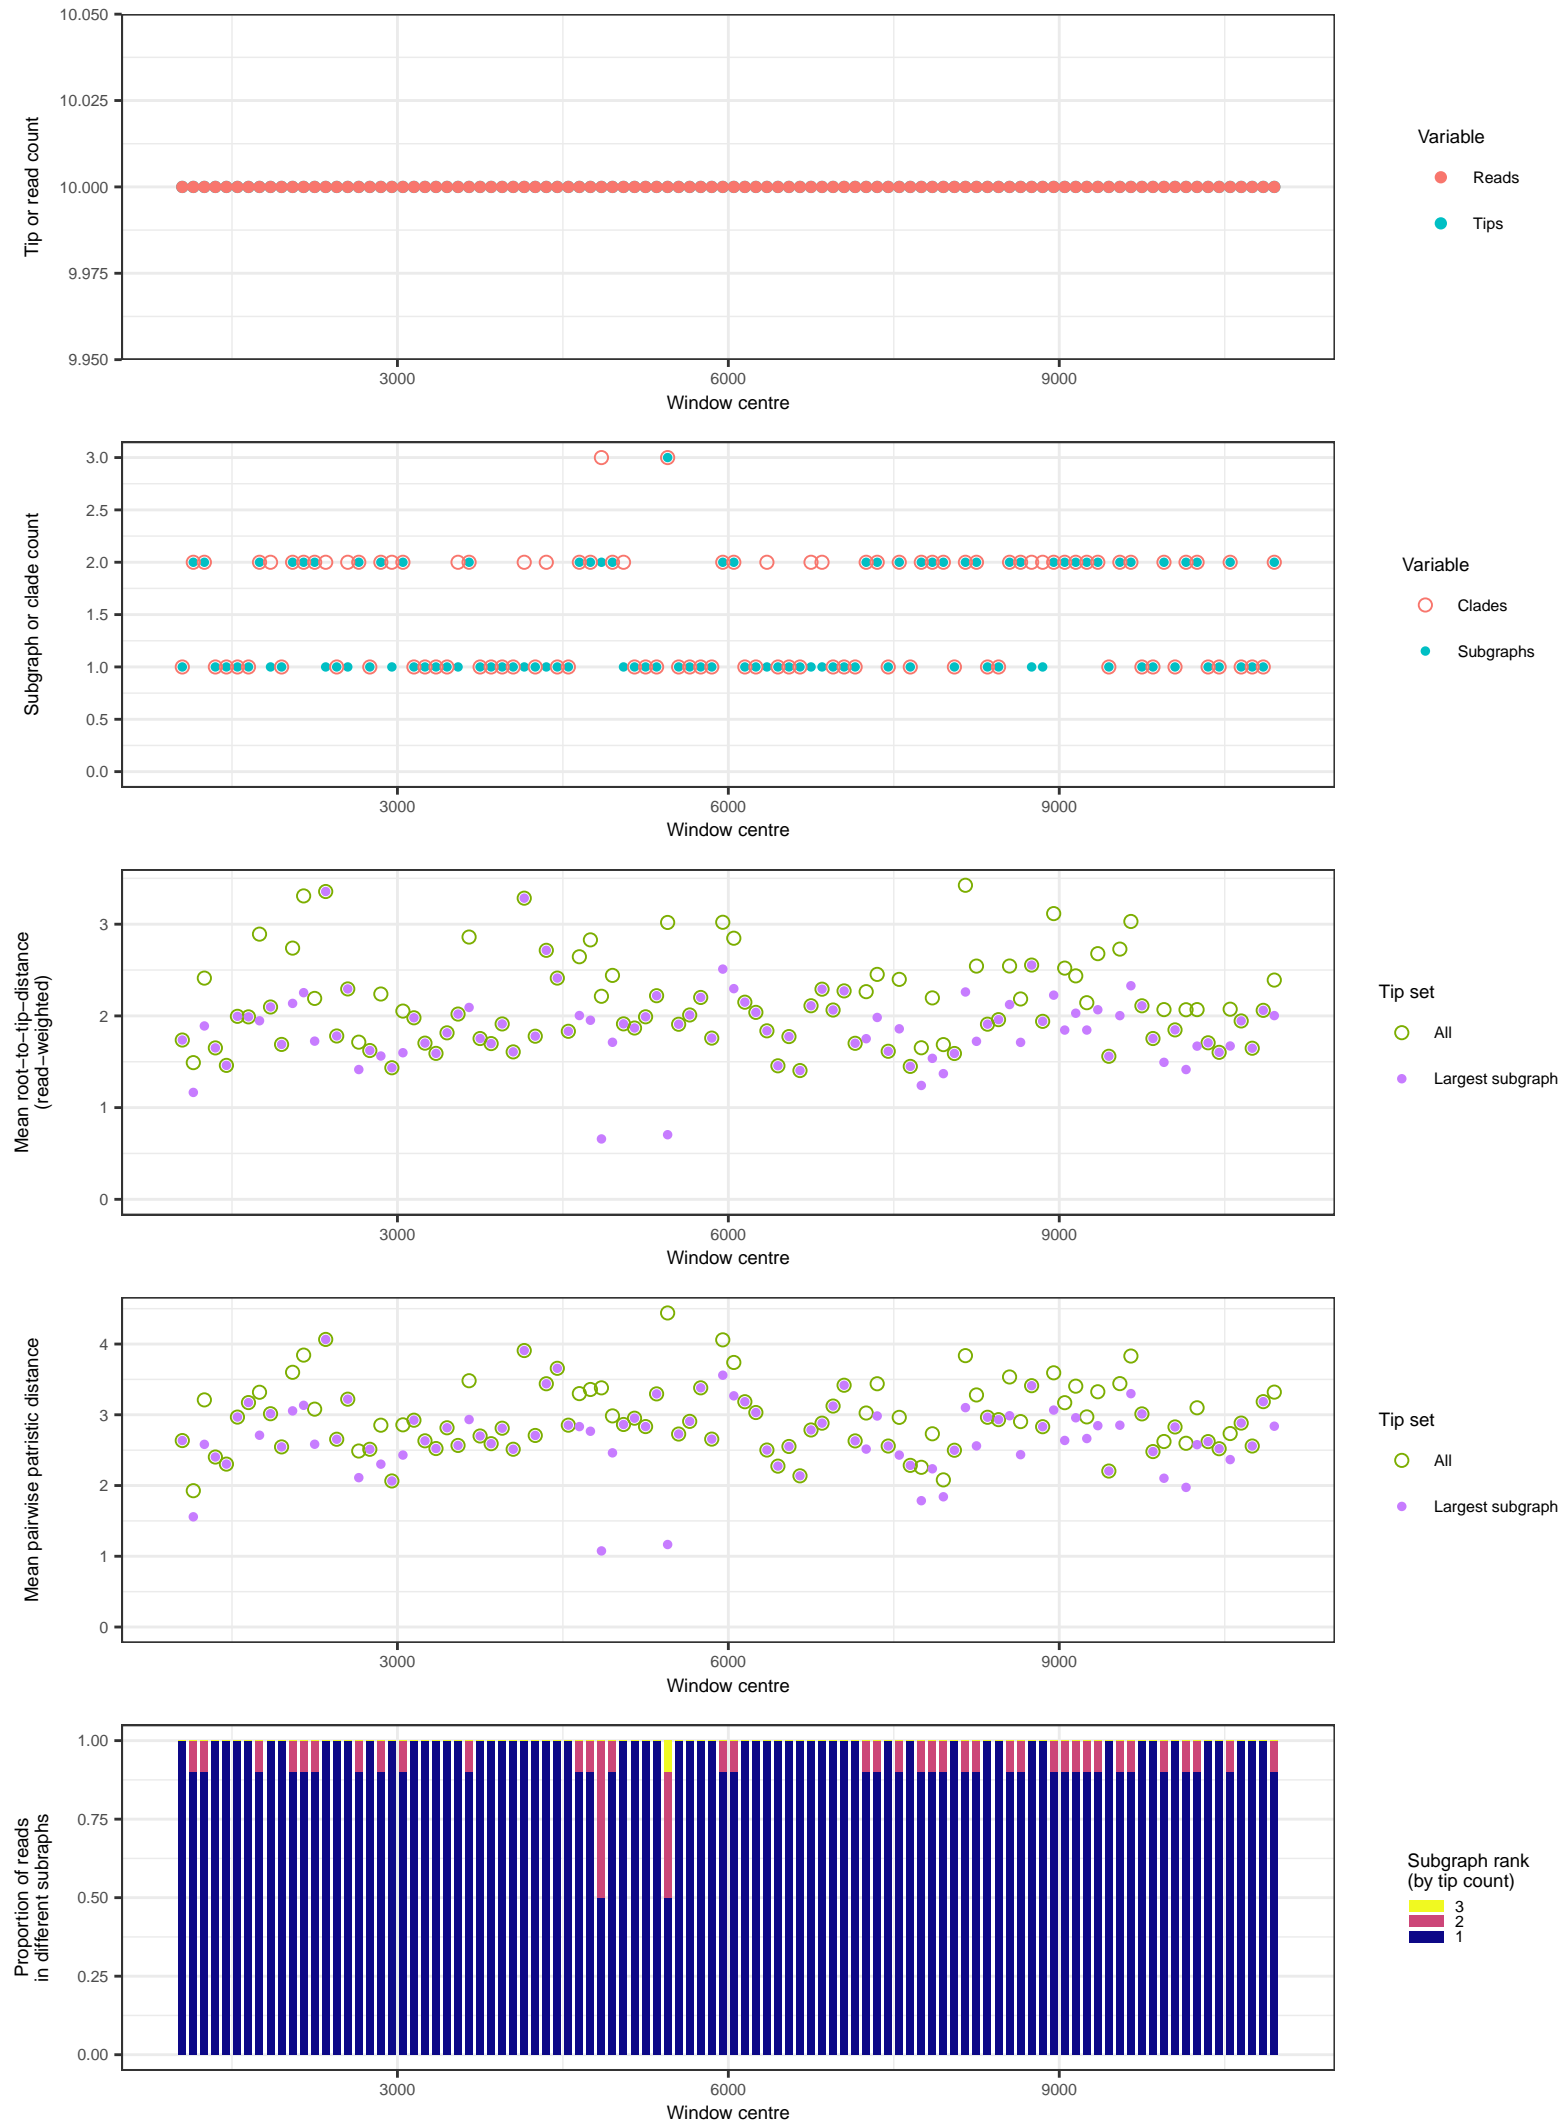 10.050
10.025
10.000
9.975
9.950
Tip or read count
3000 6000 9000
Window centre
Variable
Reads
Tips
3.0
2.5
2.0
1.5
1.0
0.5
0.0
Subgraph or clade count
3000 6000 9000
Window centre
Variable
Clades
Subgraphs
3
2
1
0
Mean root−to−tip−distance
(read−weighted)
3000 6000 9000
Window centre
Tip set
All
Largest subgraph
4
3
2
1
0
Mean pairwise patristic distance
3000 6000 9000
Window centre
Tip set
All
Largest subgraph
1.00
0.75
0.50
0.25
0.00
Proportion of reads
in different subraphs
3000 6000 9000
Window centre
Subgraph rank
(by tip count)
3
2
1